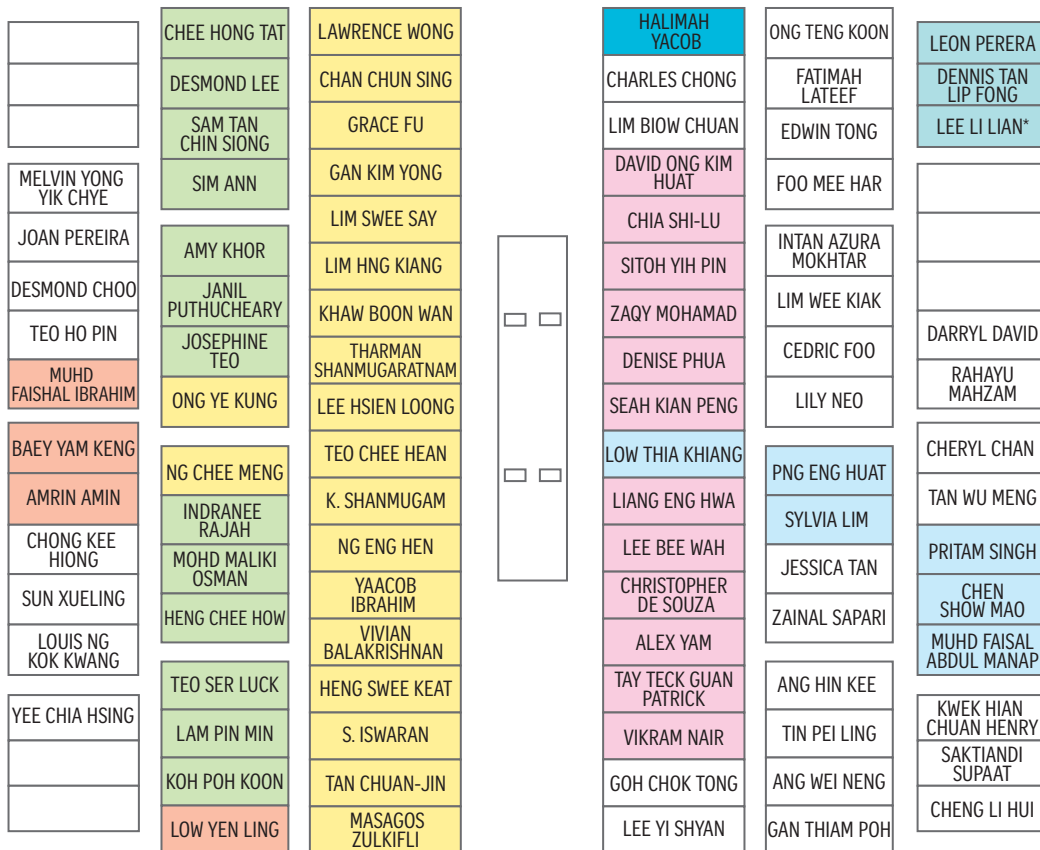 MELVIN YONG
YIK CHYE
JOAN PEREIRA
DESMOND CHOO
TEO HO PIN
MUHD
FAISHAL IBRAHIM
BAEY YAM KENG
AMRIN AMIN
CHONG KEE
HIONG
SUN XUELING
LOUIS NG
KOK KWANG
YEE CHIA HSING
CHEE HONG TAT
DESMOND LEE
SAM TAN
CHIN SIONG
SIM ANN
AMY KHOR
JANIL
PUTHUCHEARY
JOSEPHINE
TEO
ONG YE KUNG
NG CHEE MENG
INDRANEE
RAJAH
MOHD MALIKI
OSMAN
HENG CHEE HOW
TEO SER LUCK
LAM PIN MIN
KOH POH KOON
LOW YEN LING
LAWRENCE WONG
CHAN CHUN SING
GRACE FU
GAN KIM YONG
LIM SWEE SAY
LIM HNG KIANG
KHAW BOON WAN
THARMAN
SHANMUGARATNAM
LEE HSIEN LOONG
TEO CHEE HEAN
K. SHANMUGAM
NG ENG HEN
YAACOB
IBRAHIM
VIVIAN
BALAKRISHNAN
HENG SWEE KEAT
S. ISWARAN
TAN CHUAN-JIN
MASAGOS
ZULKIFLI
HALIMAH
YACOB
CHARLES CHONG
LIM BIOW CHUAN
DAVID ONG KIM
HUAT
CHIA SHI-LU
SITOH YIH PIN
ZAQY MOHAMAD
DENISE PHUA
SEAH KIAN PENG
LOW THIA KHIANG
LIANG ENG HWA
LEE BEE WAH
CHRISTOPHER
DE SOUZA
ALEX YAM
TAY TECK GUAN
PATRICK
VIKRAM NAIR
GOH CHOK TONG
LEE YI SHYAN
ONG TENG KOON
FATIMAH
LATEEF
EDWIN TONG
FOO MEE HAR
INTAN AZURA
MOKHTAR
LIM WEE KIAK
CEDRIC FOO
LILY NEO
PNG ENG HUAT
SYLVIA LIM
JESSICA TAN
ZAINAL SAPARI
ANG HIN KEE
TIN PEI LING
ANG WEI NENG
GAN THIAM POH
LEON PERERA
DENNIS TAN
LIP FONG
LEE LI LIAN*
DARRYL DAVID
RAHAYU
MAHZAM
CHERYL CHAN
TAN WU MENG
PRITAM SINGH
CHEN
SHOW MAO
MUHD FAISAL
ABDUL MANAP
KWEK HIAN
CHUAN HENRY
SAKTIANDI
SUPAAT
CHENG LI HUI